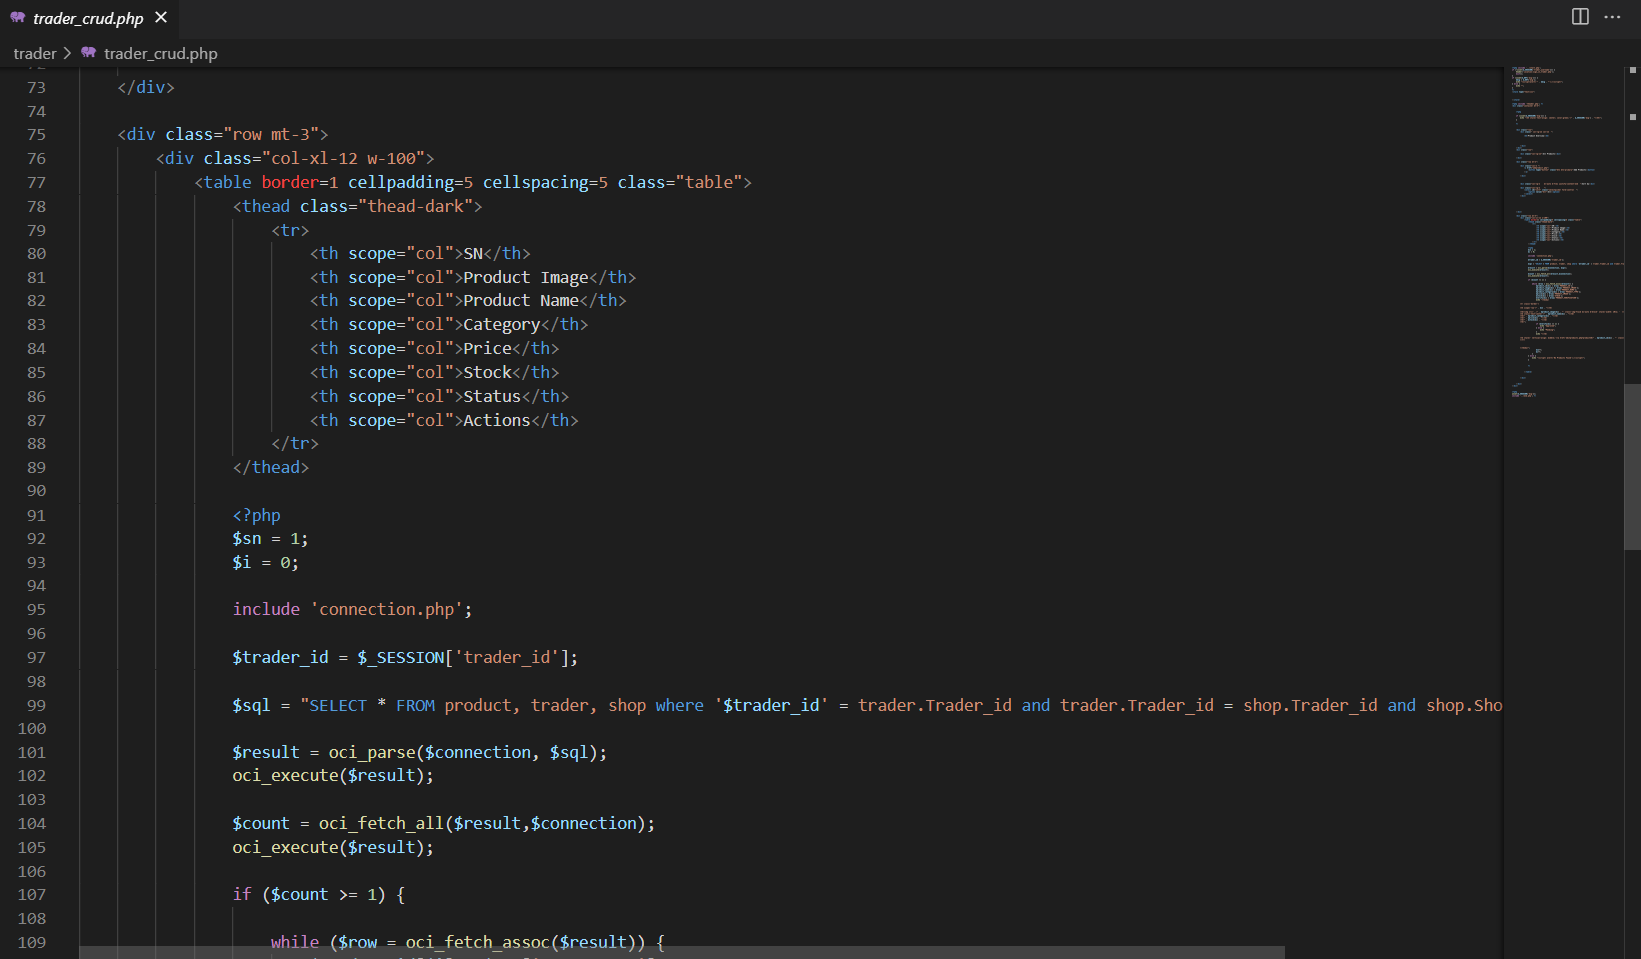 trader_crud.php
trader > trader_crud.php
73 </div>
74
75 <div class="row mt-3">
76 <div class="col-xl-12 w-100">
77 <table border=1 cellpadding=5 cellspacing=5 class="table">
78 <thead class="thead-dark">
79 <tr>
80 <th scope="col">SN</th>
81 <th scope="col">Product Image</th>
82 <th scope="col">Product Name</th>
83 <th scope="col">Category</th>
84 <th scope="col">Price</th>
85 <th scope="col">Stock</th>
86 <th scope="col">Status</th>
87 <th scope="col">Actions</th>
88 </tr>
89 </thead>
90
91 <?php
92 $sn = 1;
93 $i = 0;
94
95 include 'connection.php';
96
97 $trader_id = $_SESSION['trader_id'];
98
99 $sql = "SELECT * FROM product, trader, shop where '$trader_id' = trader.Trader_id and trader.Trader_id = shop.Trader_id and shop.Sho
100
101 $result = oci_parse($connection, $sql);
102 oci_execute($result);
103
104 $count = oci_fetch_all($result,$connection);
105 oci_execute($result);
106
107 if ($count >= 1) {
108
109 while ($row = oci_fetch_assoc($result)) {